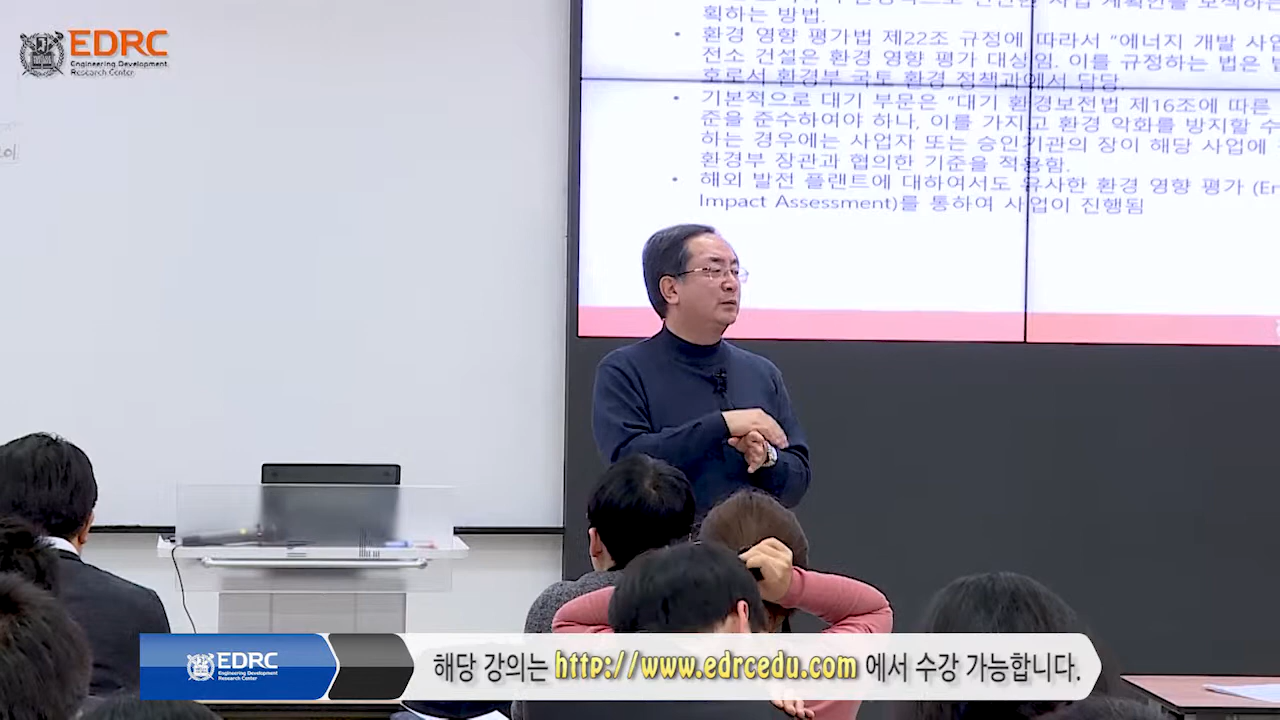 EDRC
Engineering Development
Research Center
획하는 방법.
• 환경 영향 평가법 제22조 규정에 따라서 “에너지 개발 사업
전소 건설은 환경 영향 평가 대상임. 이를 규정하는 법은
호로서 환경부 국토 환경 정책과에서 담당.
• 기본적으로 대기 부문은 “대기 환경보전법 제16조에 따른
준을 준수하여야 하나, 이를 가지고 환경 악화를 방지할 수
하는 경우에는 사업자 또는 승인기관의 장이 해당 사업에
환경부 장관과 협의한 기준을 적용함.
• 해외 발전 플랜트에 대하여서도 유사한 환경 영향 평가 (En
Impact Assessment)를 통하여 사업이 진행됨
EDRC
Engineering Development
Research Center
해당 강의는 http://www.edrcedu.com 에서 수강 가능합니다.